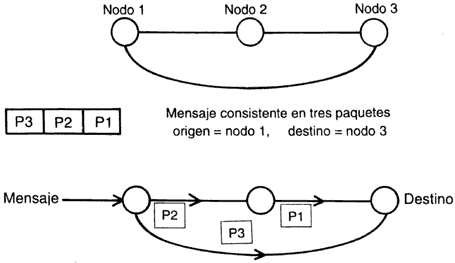 Nodo 1 Nodo 2 Nodo 3
P3 P2 P1
Mensaje consistente en tres paquetes
origen = nodo 1, destino = nodo 3
Mensaje
Destino
P2
P1
P3